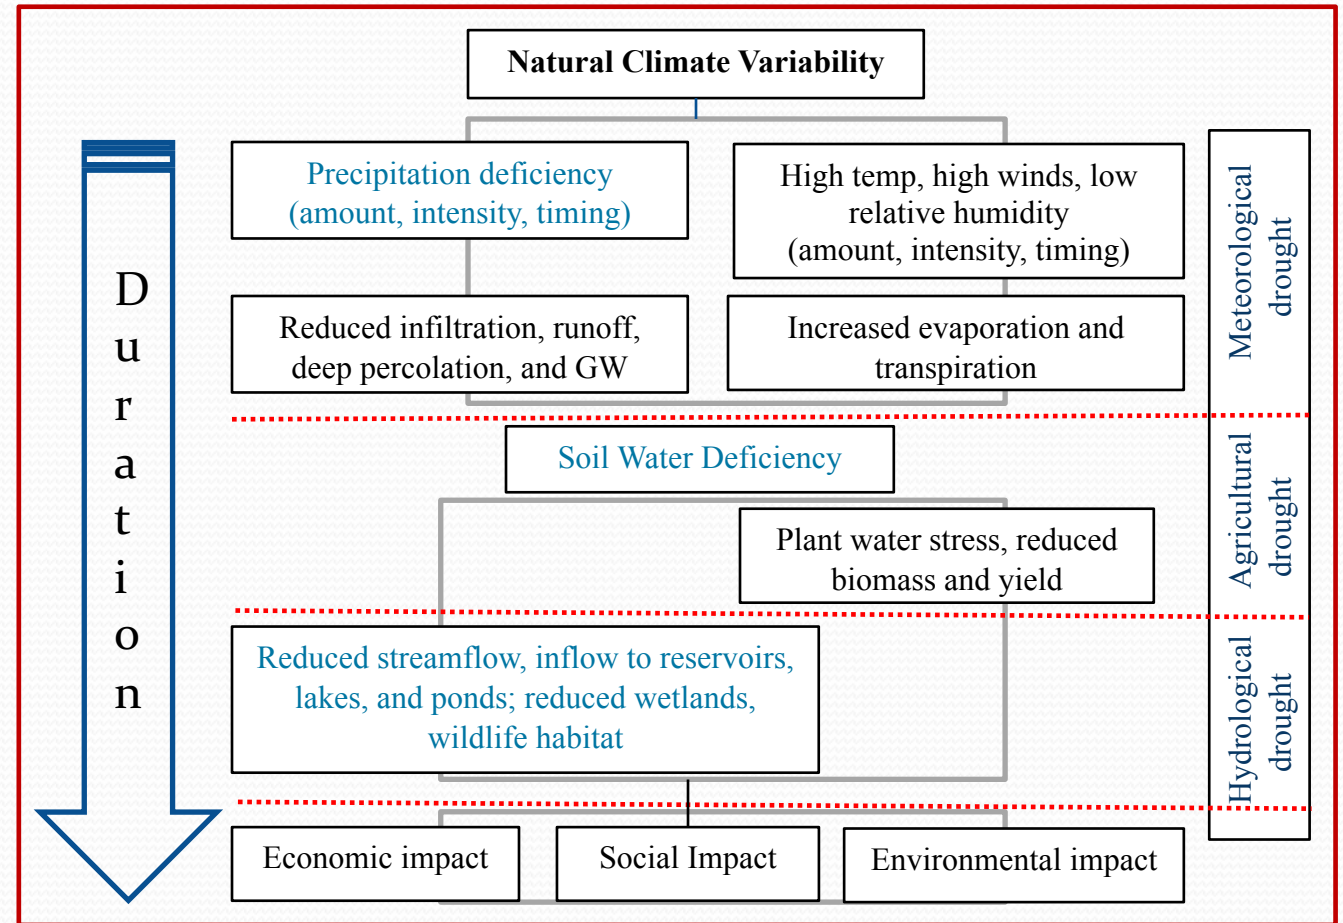 Natural Climate Variability
Precipitation deficiency
(amount, intensity, timing)
High temp, high winds, low
relative humidity
(amount, intensity, timing)
Reduced infiltration, runoff,
deep percolation, and GW
Increased evaporation and
transpiration
Meteorological
drought
Soil Water Deficiency
Plant water stress, reduced
biomass and yield
Agricultural
drought
Reduced streamflow, inflow to reservoirs,
lakes, and ponds; reduced wetlands,
wildlife habitat
Hydrological
drought
Economic impact
Social Impact
Environmental impact
Duration